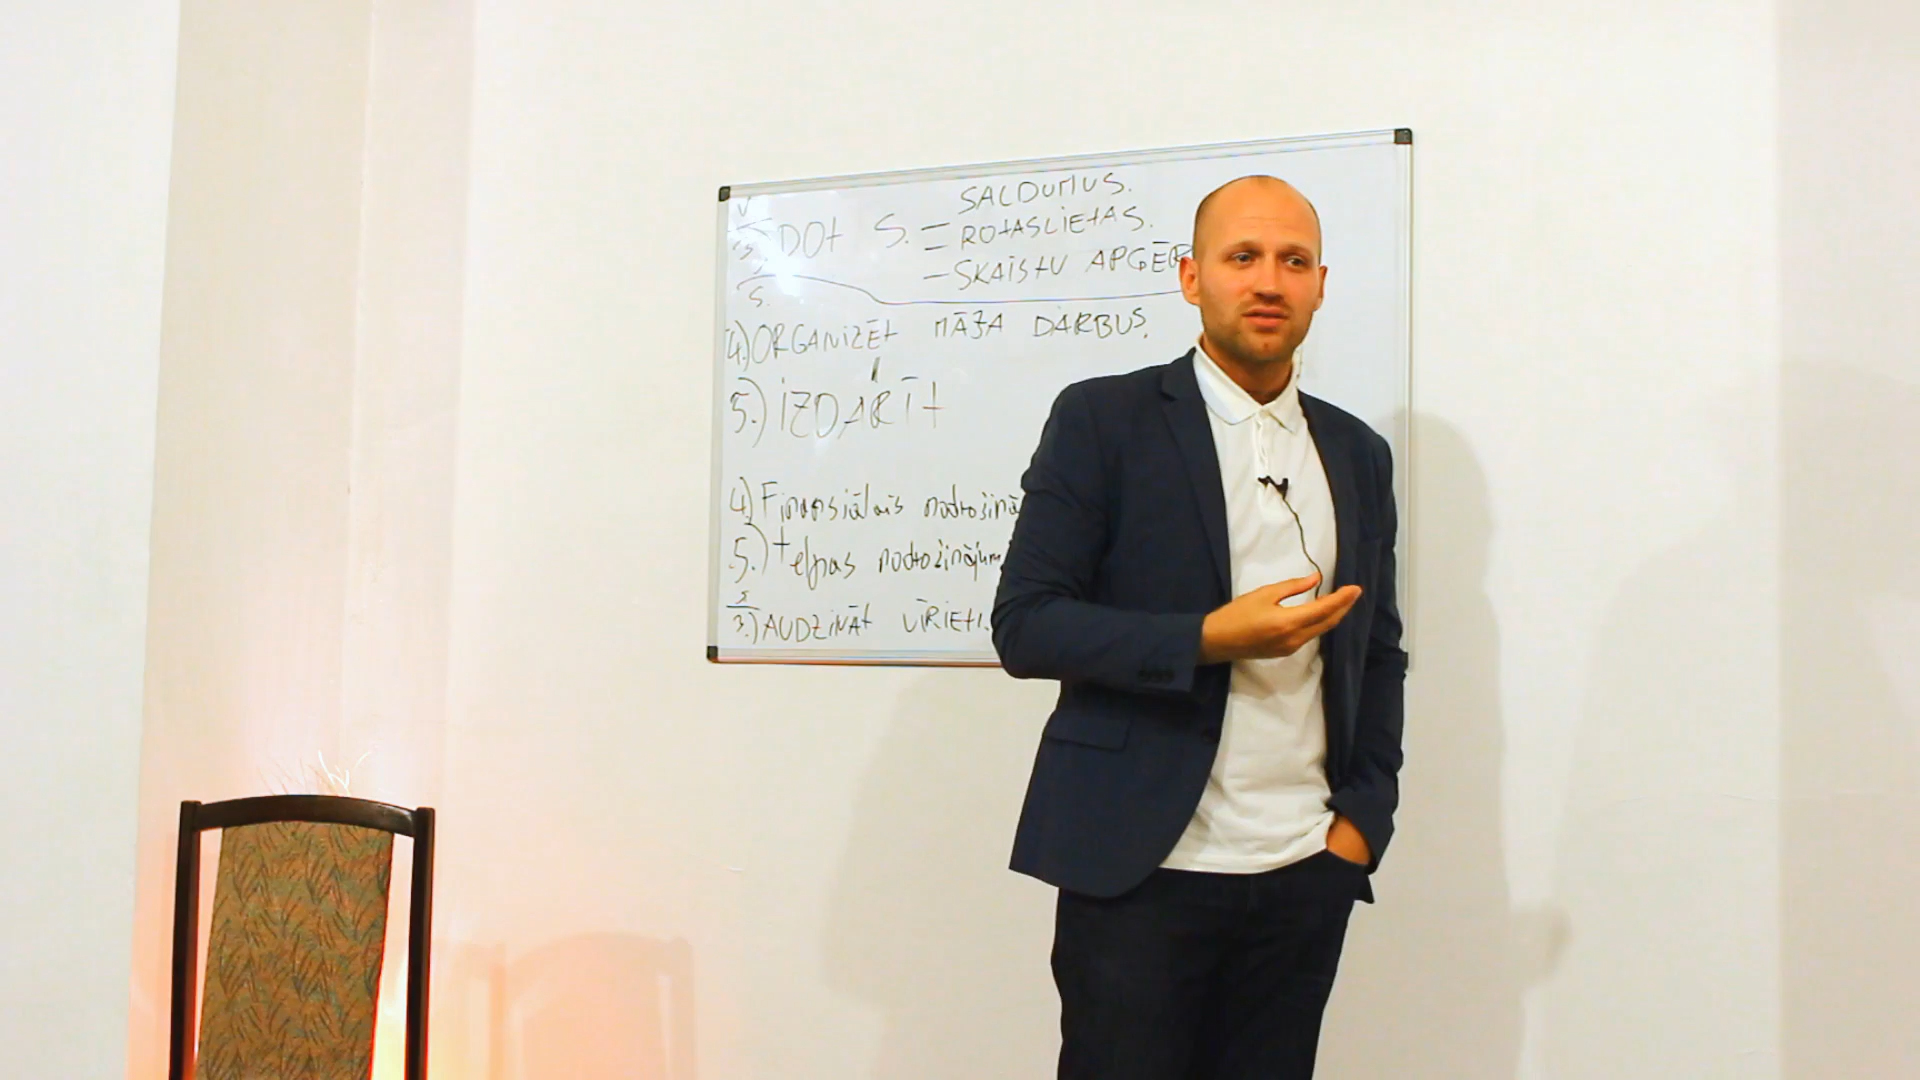 SALDUMUS.
DOT S. = ROTASLIETAS.
– SKAISTU APĢĒR
S.
4.) ORGANIZĒT MĀJA DARBUS.
5.) IZDARĪT
4.) Finansiālais nodrošinā
5.) telpas nodrošinājum
3.) AUDZINĀT VĪRIETI.